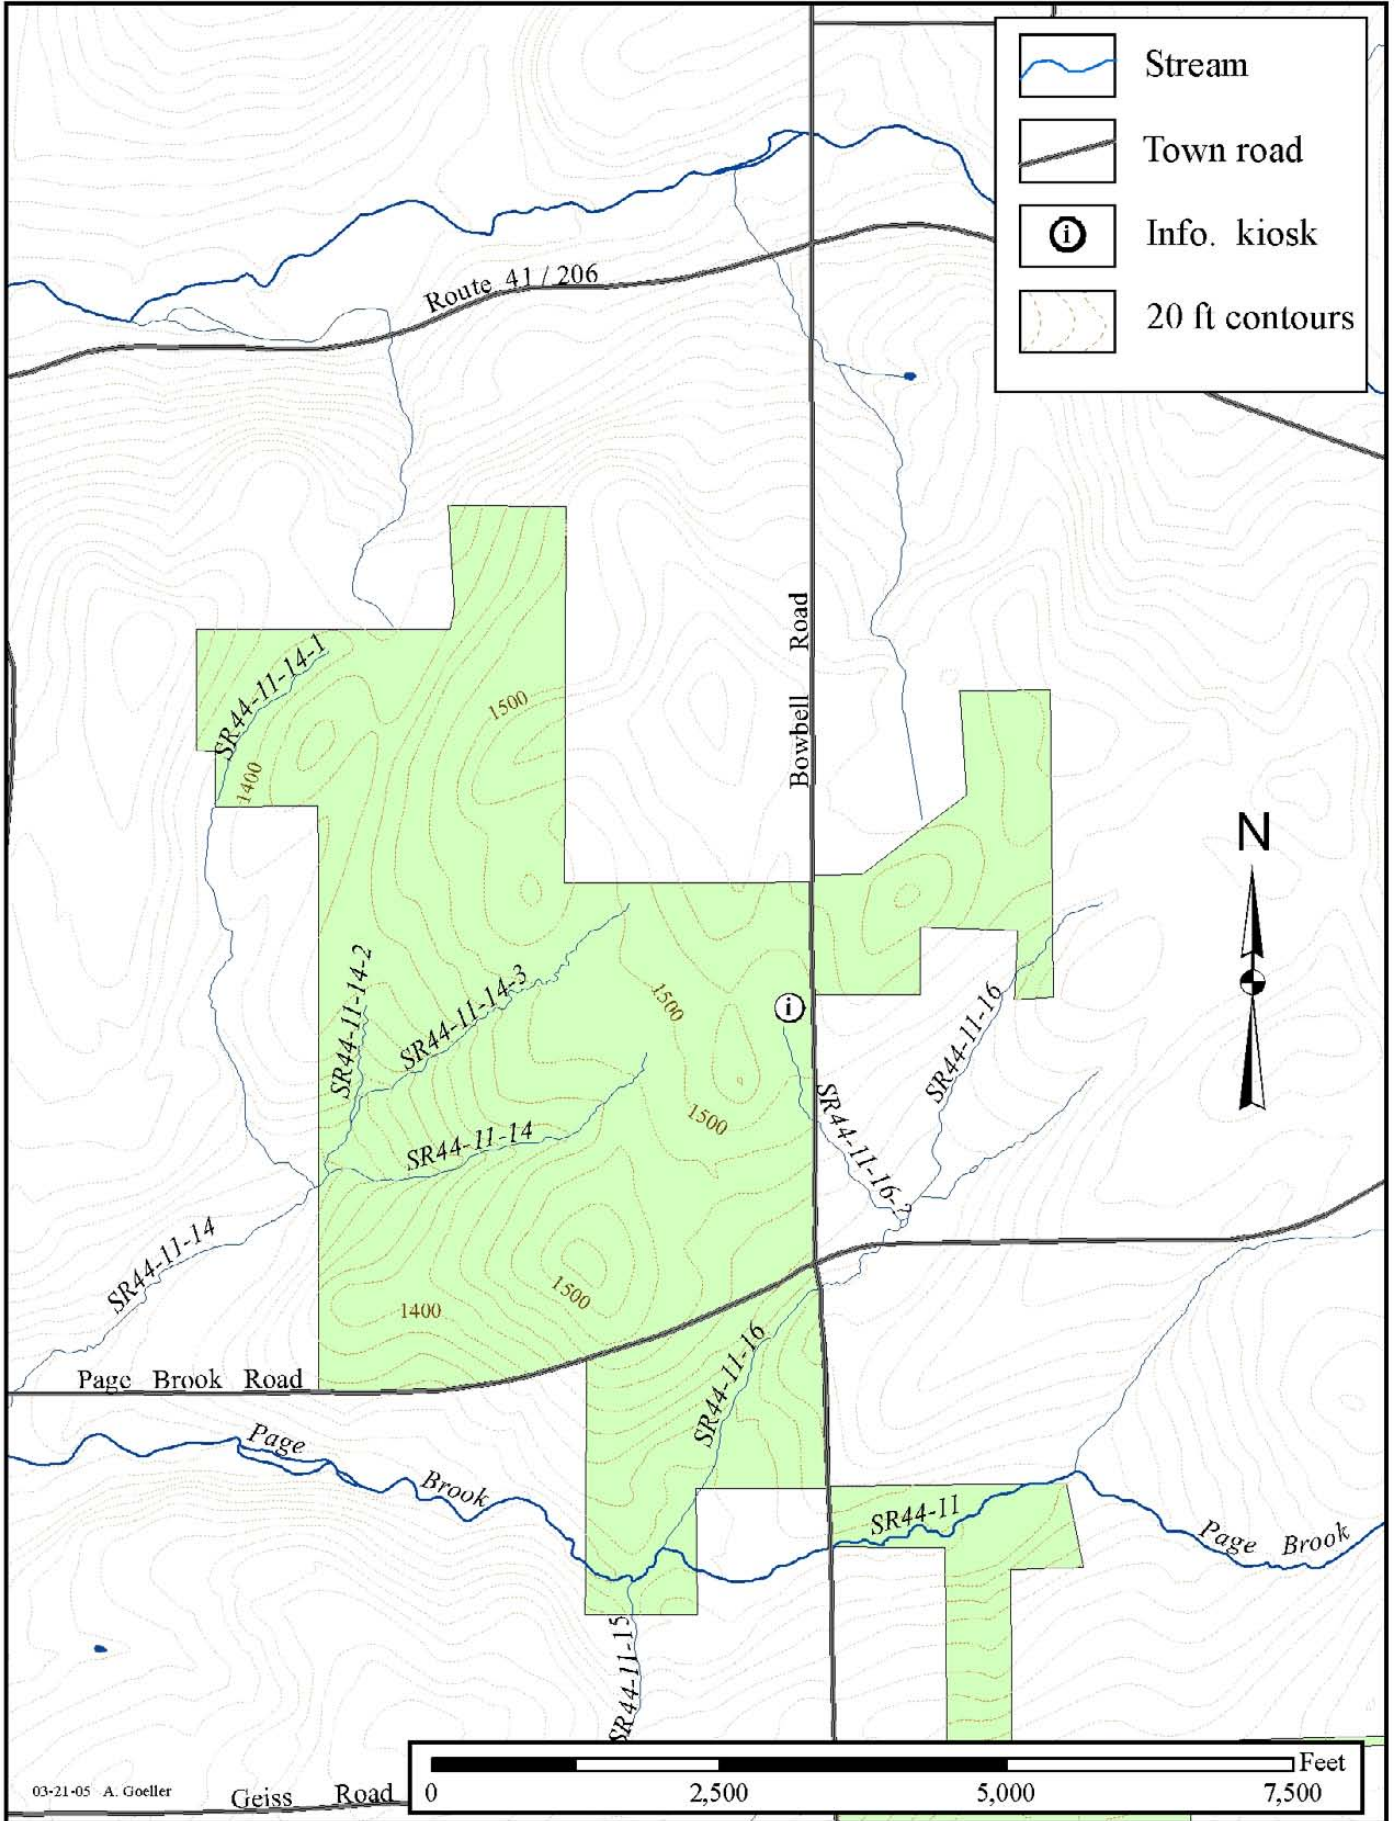 Stream
Town road
i
Info. kiosk
20 ft contours
Route 41 / 206
Bowbell Road
SR44-11-14-1
1500
1400
N
SR44-11-14-2
SR44-11-14-3
1500
i
SR44-11-16
SR44-11-14
1500
SR44-11-16-2
SR44-11-14
1500
1400
SR44-11-16
Page Brook Road
Page Brook
SR44-11
Page Brook
SR44-11-15
Feet
0 2,500 5,000 7,500
03-21-05 A. Goeller
Geiss Road